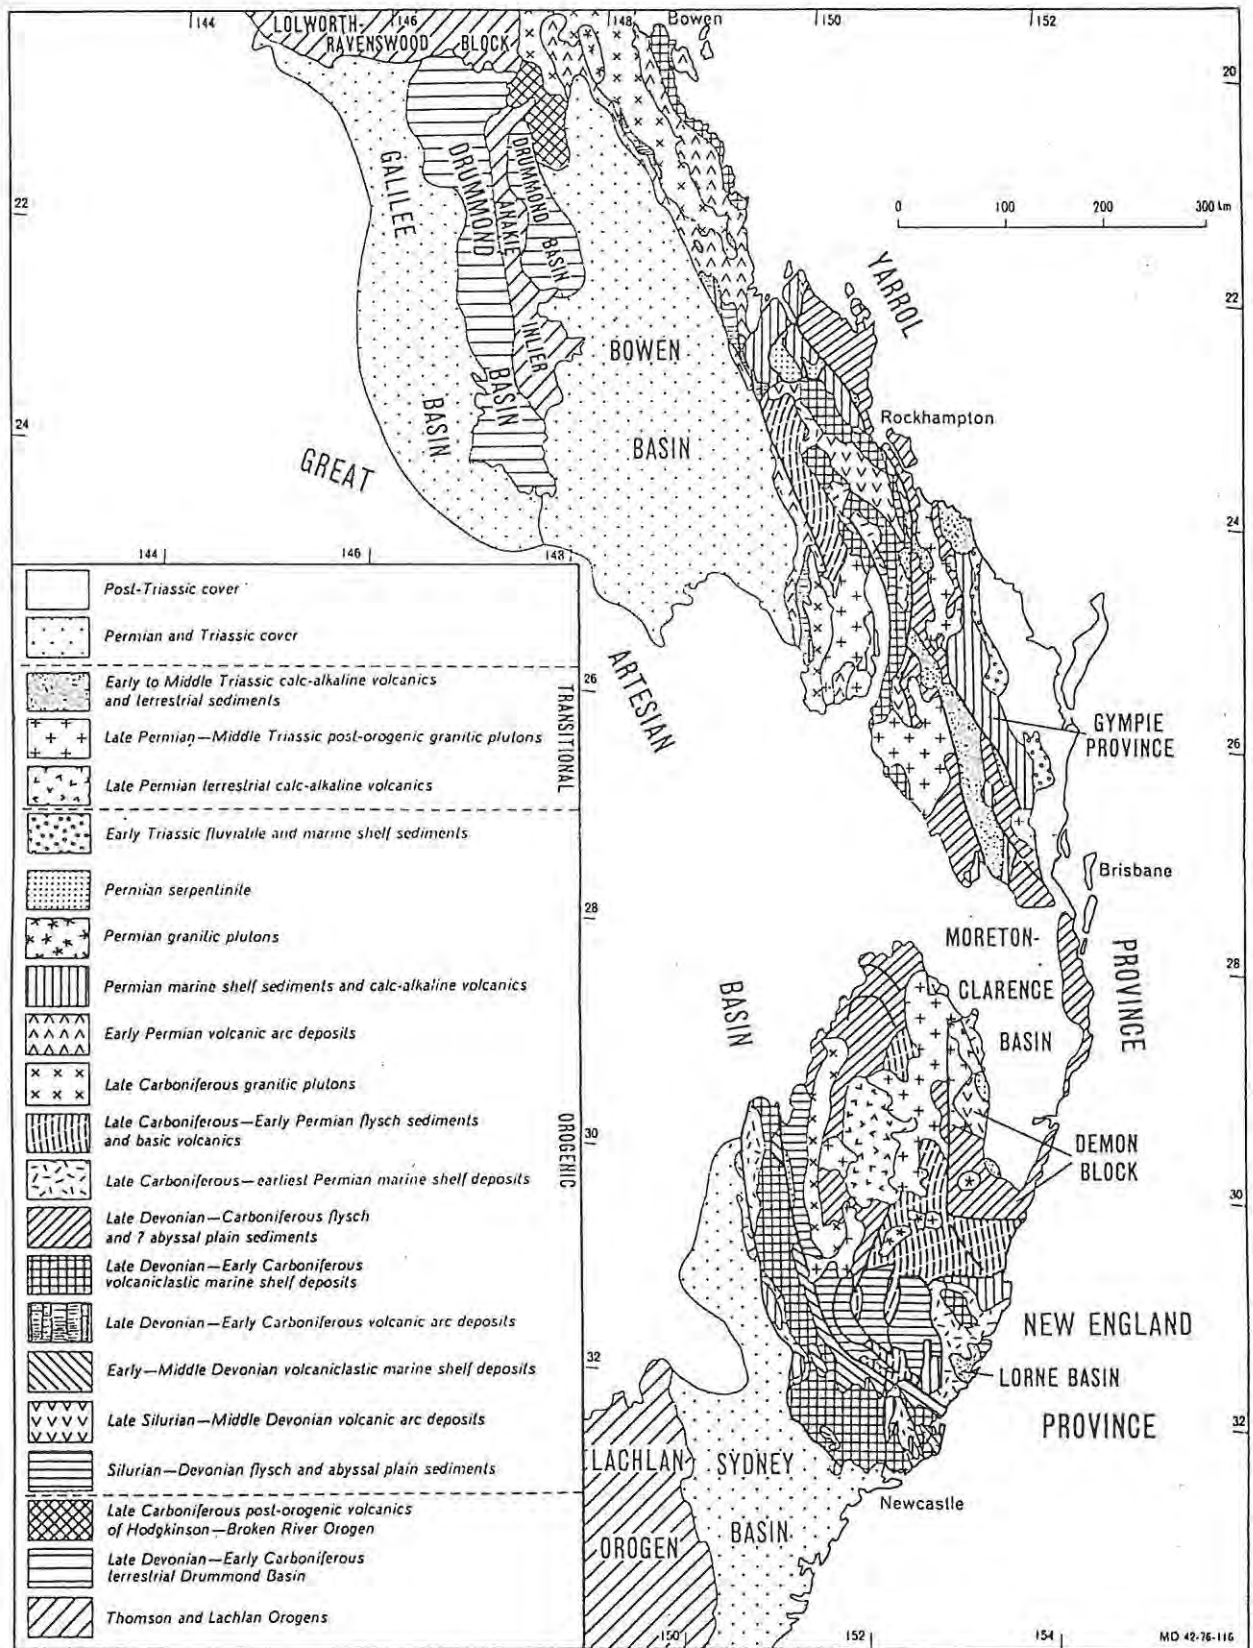 144
146
148
Bowen
150
152
LOLWORTH-
RAVENSWOOD BLOCK
20
GALILEE
BASIN
DRUMMOND
BASIN
ANAKIE
INLIER
DRUMMOND
BASIN
22
0 100 200 300 km
YARROL
22
BOWEN
BASIN
Rockhampton
24
GREAT
24
144
146
148
ARTESIAN
26
GYMPIE
PROVINCE
26
Brisbane
28
MORETON-
CLARENCE
BASIN
PROVINCE
28
BASIN
30
DEMON
BLOCK
30
NEW ENGLAND
LORNE BASIN
PROVINCE
32
32
LACHLAN
OROGEN
SYDNEY
BASIN
Newcastle
150
152
154
MD 42-76-116
Post-Triassic cover
Permian and Triassic cover
TRANSITIONAL
Early to Middle Triassic calc-alkaline volcanics
and terrestrial sediments
Late Permian—Middle Triassic post-orogenic granitic plutons
Late Permian terrestrial calc-alkaline volcanics
OROGENIC
Early Triassic fluviatile and marine shelf sediments
Permian serpentinite
Permian granitic plutons
Permian marine shelf sediments and calc-alkaline volcanics
Early Permian volcanic arc deposits
Late Carboniferous granitic plutons
Late Carboniferous—Early Permian flysch sediments
and basic volcanics
Late Carboniferous—earliest Permian marine shelf deposits
Late Devonian—Carboniferous flysch
and ? abyssal plain sediments
Late Devonian—Early Carboniferous
volcaniclastic marine shelf deposits
Late Devonian—Early Carboniferous volcanic arc deposits
Early—Middle Devonian volcaniclastic marine shelf deposits
Late Silurian—Middle Devonian volcanic arc deposits
Silurian—Devonian flysch and abyssal plain sediments
Late Carboniferous post-orogenic volcanics
of Hodgkinson—Broken River Orogen
Late Devonian—Early Carboniferous
terrestrial Drummond Basin
Thomson and Lachlan Orogens